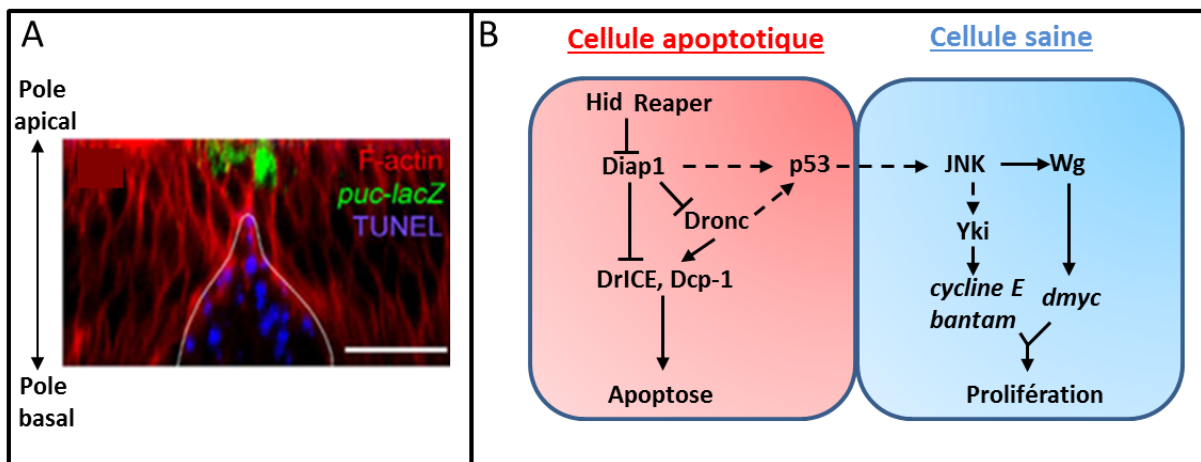 A
Pole
apical
F-actin
puc-lacZ
TUNEL
Pole
basal
B
Cellule apoptotique
Cellule saine
Hid Reaper
Diap1
p53
JNK
Wg
Dronc
Yki
DrICE, Dcp-1
cycline E
bantam
dmyc
Apoptose
Prolifération